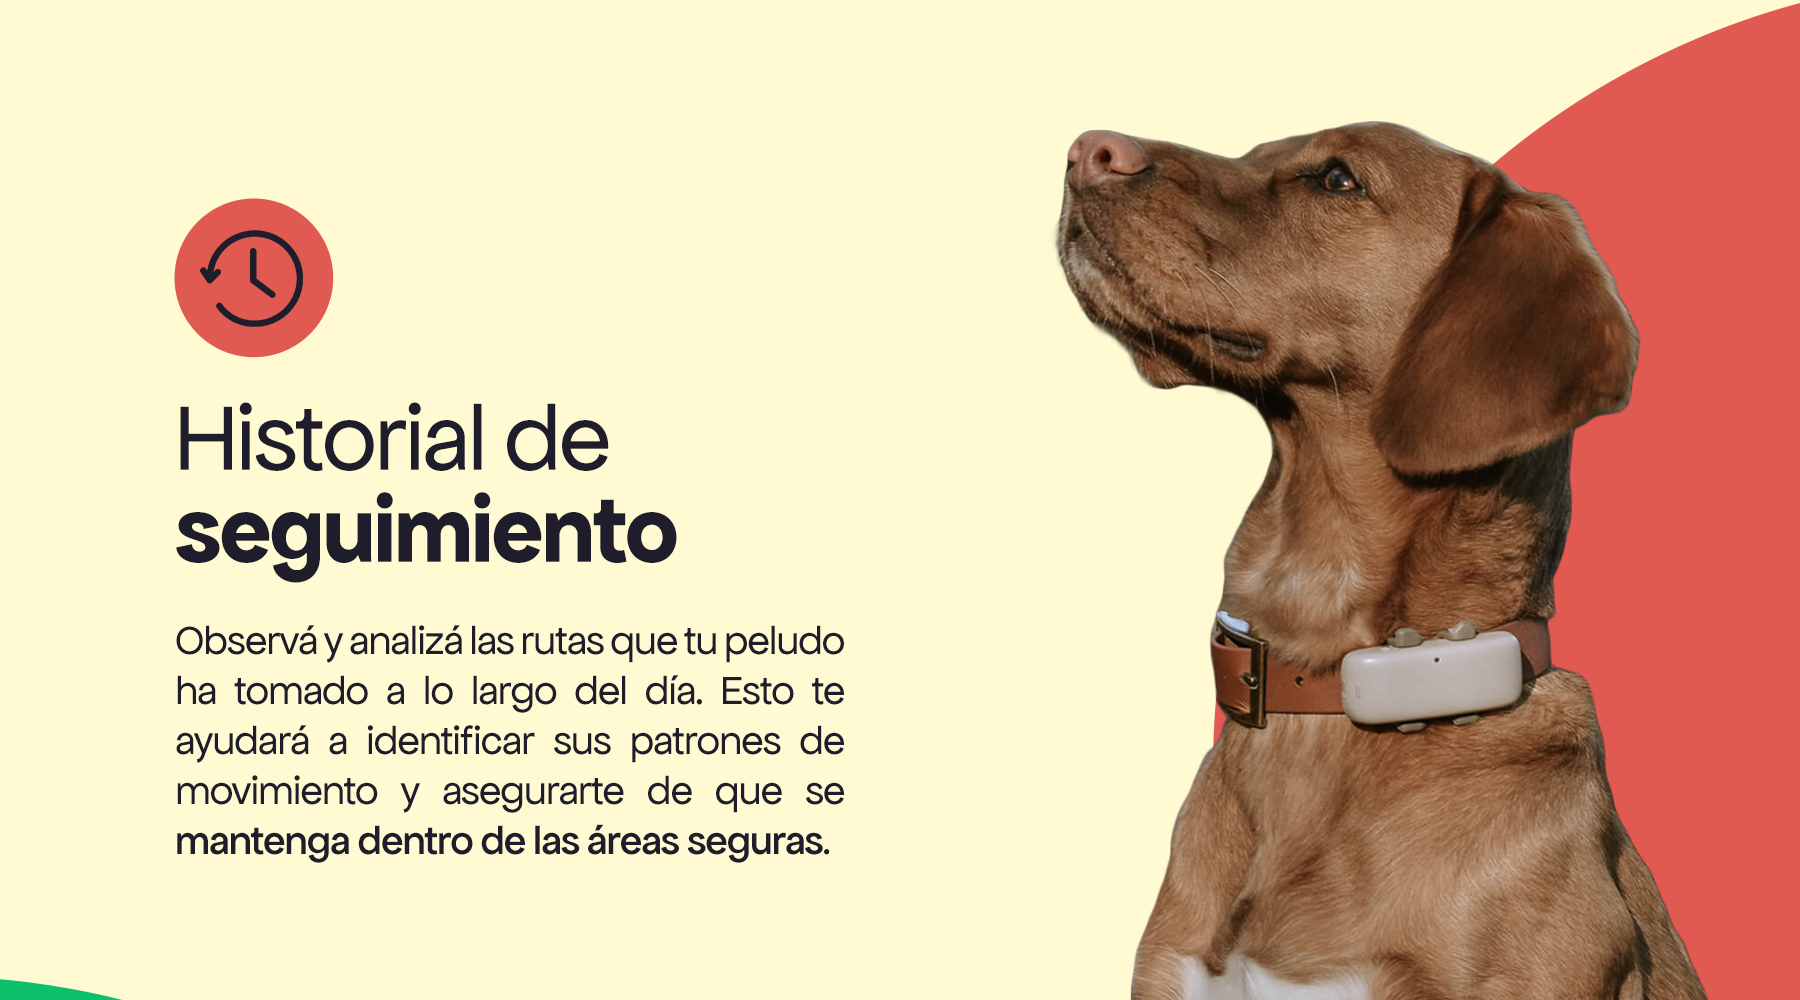 Historial de
seguimiento
Observá y analizá las rutas que tu peludo
ha tomado a lo largo del día. Esto te
ayudará a identificar sus patrones de
movimiento y asegurarte de que se
mantenga dentro de las áreas seguras.